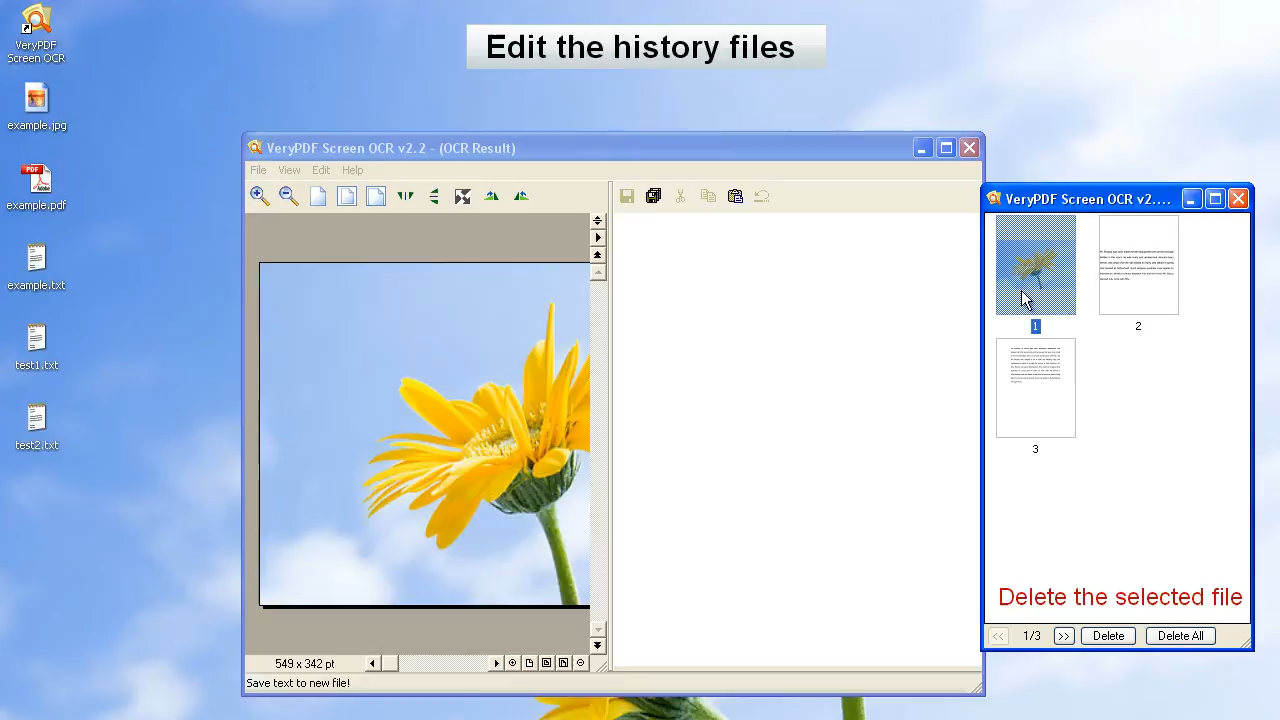 Edit the history files
VeryPDF
Screen OCR
example.jpg
PDF
example.pdf
example.txt
test1.txt
test2.txt
VeryPDF Screen OCR v2.2 - (OCR Result)
File View Edit Help
549 x 342 pt
Save text to new file!
VeryPDF Screen OCR v2....
1
2
3
Delete the selected file
<< 1/3 >> Delete Delete All